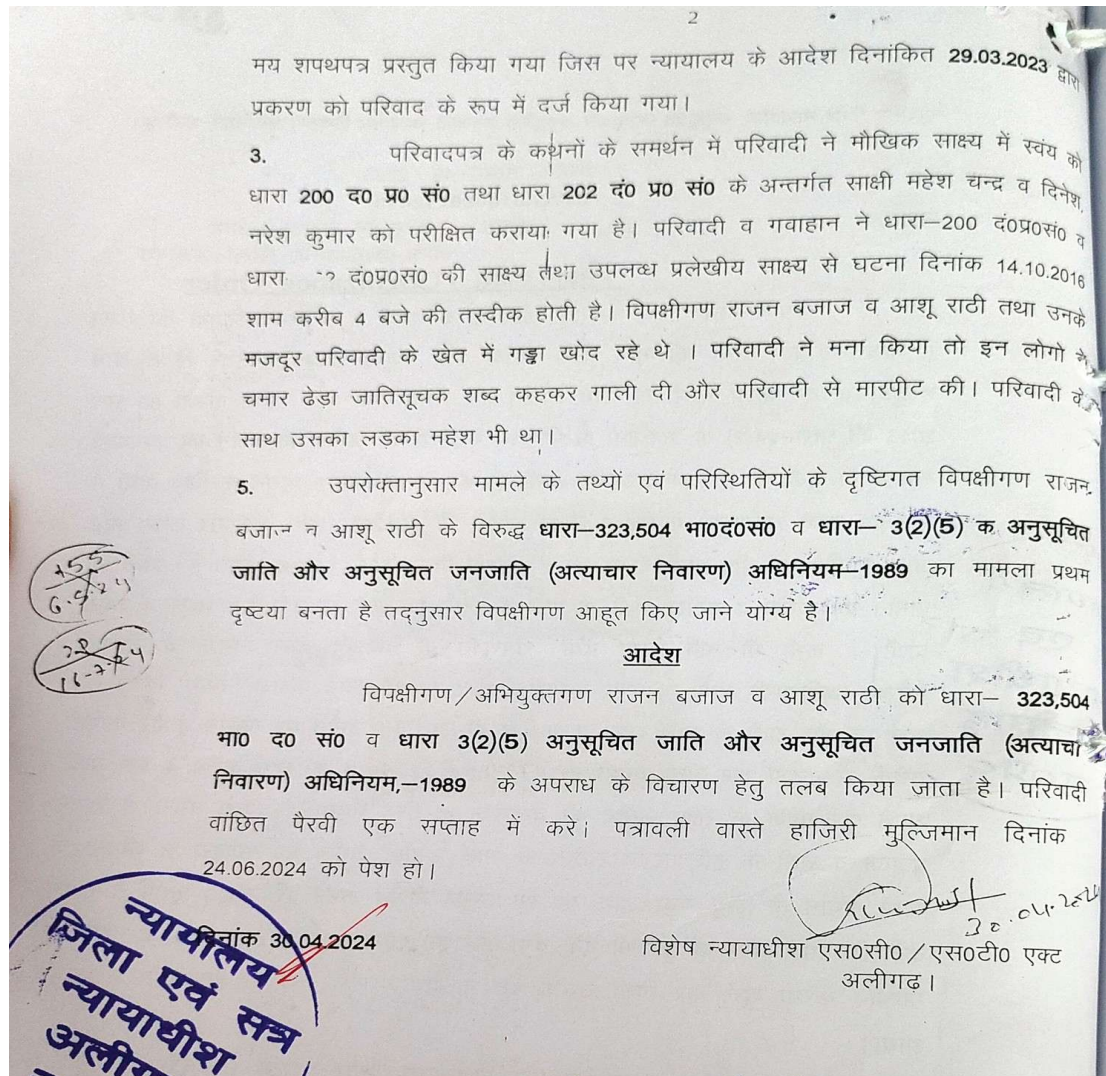 2
मय शपथपत्र प्रस्तुत किया गया जिस पर न्यायालय के आदेश दिनांकित 29.03.2023 द्वारा
प्रकरण को परिवाद के रूप में दर्ज किया गया।
3. परिवादपत्र के कथनों के समर्थन में परिवादी ने मौखिक साक्ष्य में स्वंय को
धारा 200 द0 प्र0 सं0 तथा धारा 202 दं0 प्र0 सं0 के अन्तर्गत साक्षी महेश चन्द्र व दिनेश,
नरेश कुमार को परीक्षित कराया गया है। परिवादी व गवाहान ने धारा–200 दं0प्र0सं0 व
धारा दं0प्र0सं0 की साक्ष्य तथा उपलब्ध प्रलेखीय साक्ष्य से घटना दिनांक 14.10.2016
शाम करीब 4 बजे की तस्दीक होती है। विपक्षीगण राजन बजाज व आशू राठी तथा उनके
मजदूर परिवादी के खेत में गड्ढा खोद रहे थे । परिवादी ने मना किया तो इन लोगो ने
चमार ढेड़ा जातिसूचक शब्द कहकर गाली दी और परिवादी से मारपीट की। परिवादी के
साथ उसका लड़का महेश भी था।
5. उपरोक्तानुसार मामले के तथ्यों एवं परिस्थितियों के दृष्टिगत विपक्षीगण राजन
बजाज व आशू राठी के विरुद्ध धारा–323,504 भा0दं0सं0 व धारा– 3(2)(5) क अनुसूचित
जाति और अनुसूचित जनजाति (अत्याचार निवारण) अधिनियम–1989 का मामला प्रथम
दृष्टया बनता है तद्नुसार विपक्षीगण आहूत किए जाने योग्य है।
आदेश
विपक्षीगण/अभियुक्तगण राजन बजाज व आशू राठी को धारा– 323,504
भा0 द0 सं0 व धारा 3(2)(5) अनुसूचित जाति और अनुसूचित जनजाति (अत्याचा
निवारण) अधिनियम,–1989 के अपराध के विचारण हेतु तलब किया जाता है। परिवादी
वांछित पैरवी एक सप्ताह में करे। पत्रावली वास्ते हाजिरी मुल्जिमान दिनांक
24.06.2024 को पेश हो।
30.04.2024
दिनांक 30.04.2024
विशेष न्यायाधीश एस0सी0/एस0टी0 एक्ट
अलीगढ़।
न्यायालय
जिला एवं सत्र
न्यायाधीश